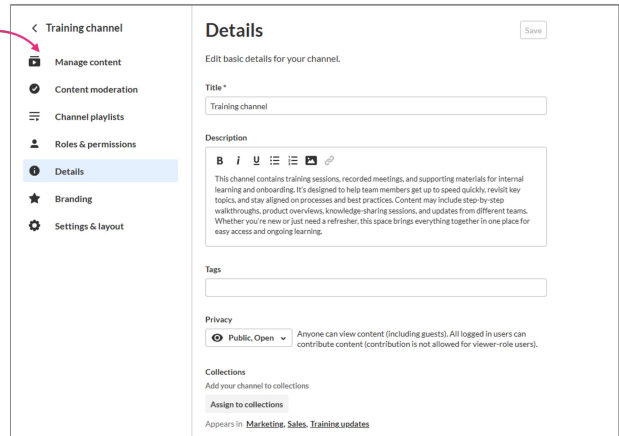 Training channel
Manage content
Content moderation
Channel playlists
Roles & permissions
Details
Branding
Settings & layout
Details
Save
Edit basic details for your channel.
Title *
Training channel
Description
B i U
This channel contains training sessions, recorded meetings, and supporting materials for internal
learning and onboarding. It's designed to help team members get up to speed quickly, revisit key
topics, and stay aligned on processes and best practices. Content may include step-by-step
walkthroughs, product overviews, knowledge-sharing sessions, and updates from different teams.
Whether you're new or just need a refresher, this space brings everything together in one place for
easy access and ongoing learning.
Tags
Privacy
Public, Open
Anyone can view content (including guests). All logged in users can
contribute content (contribution is not allowed for viewer-role users).
Collections
Add your channel to collections
Assign to collections
Appears in Marketing, Sales, Training updates